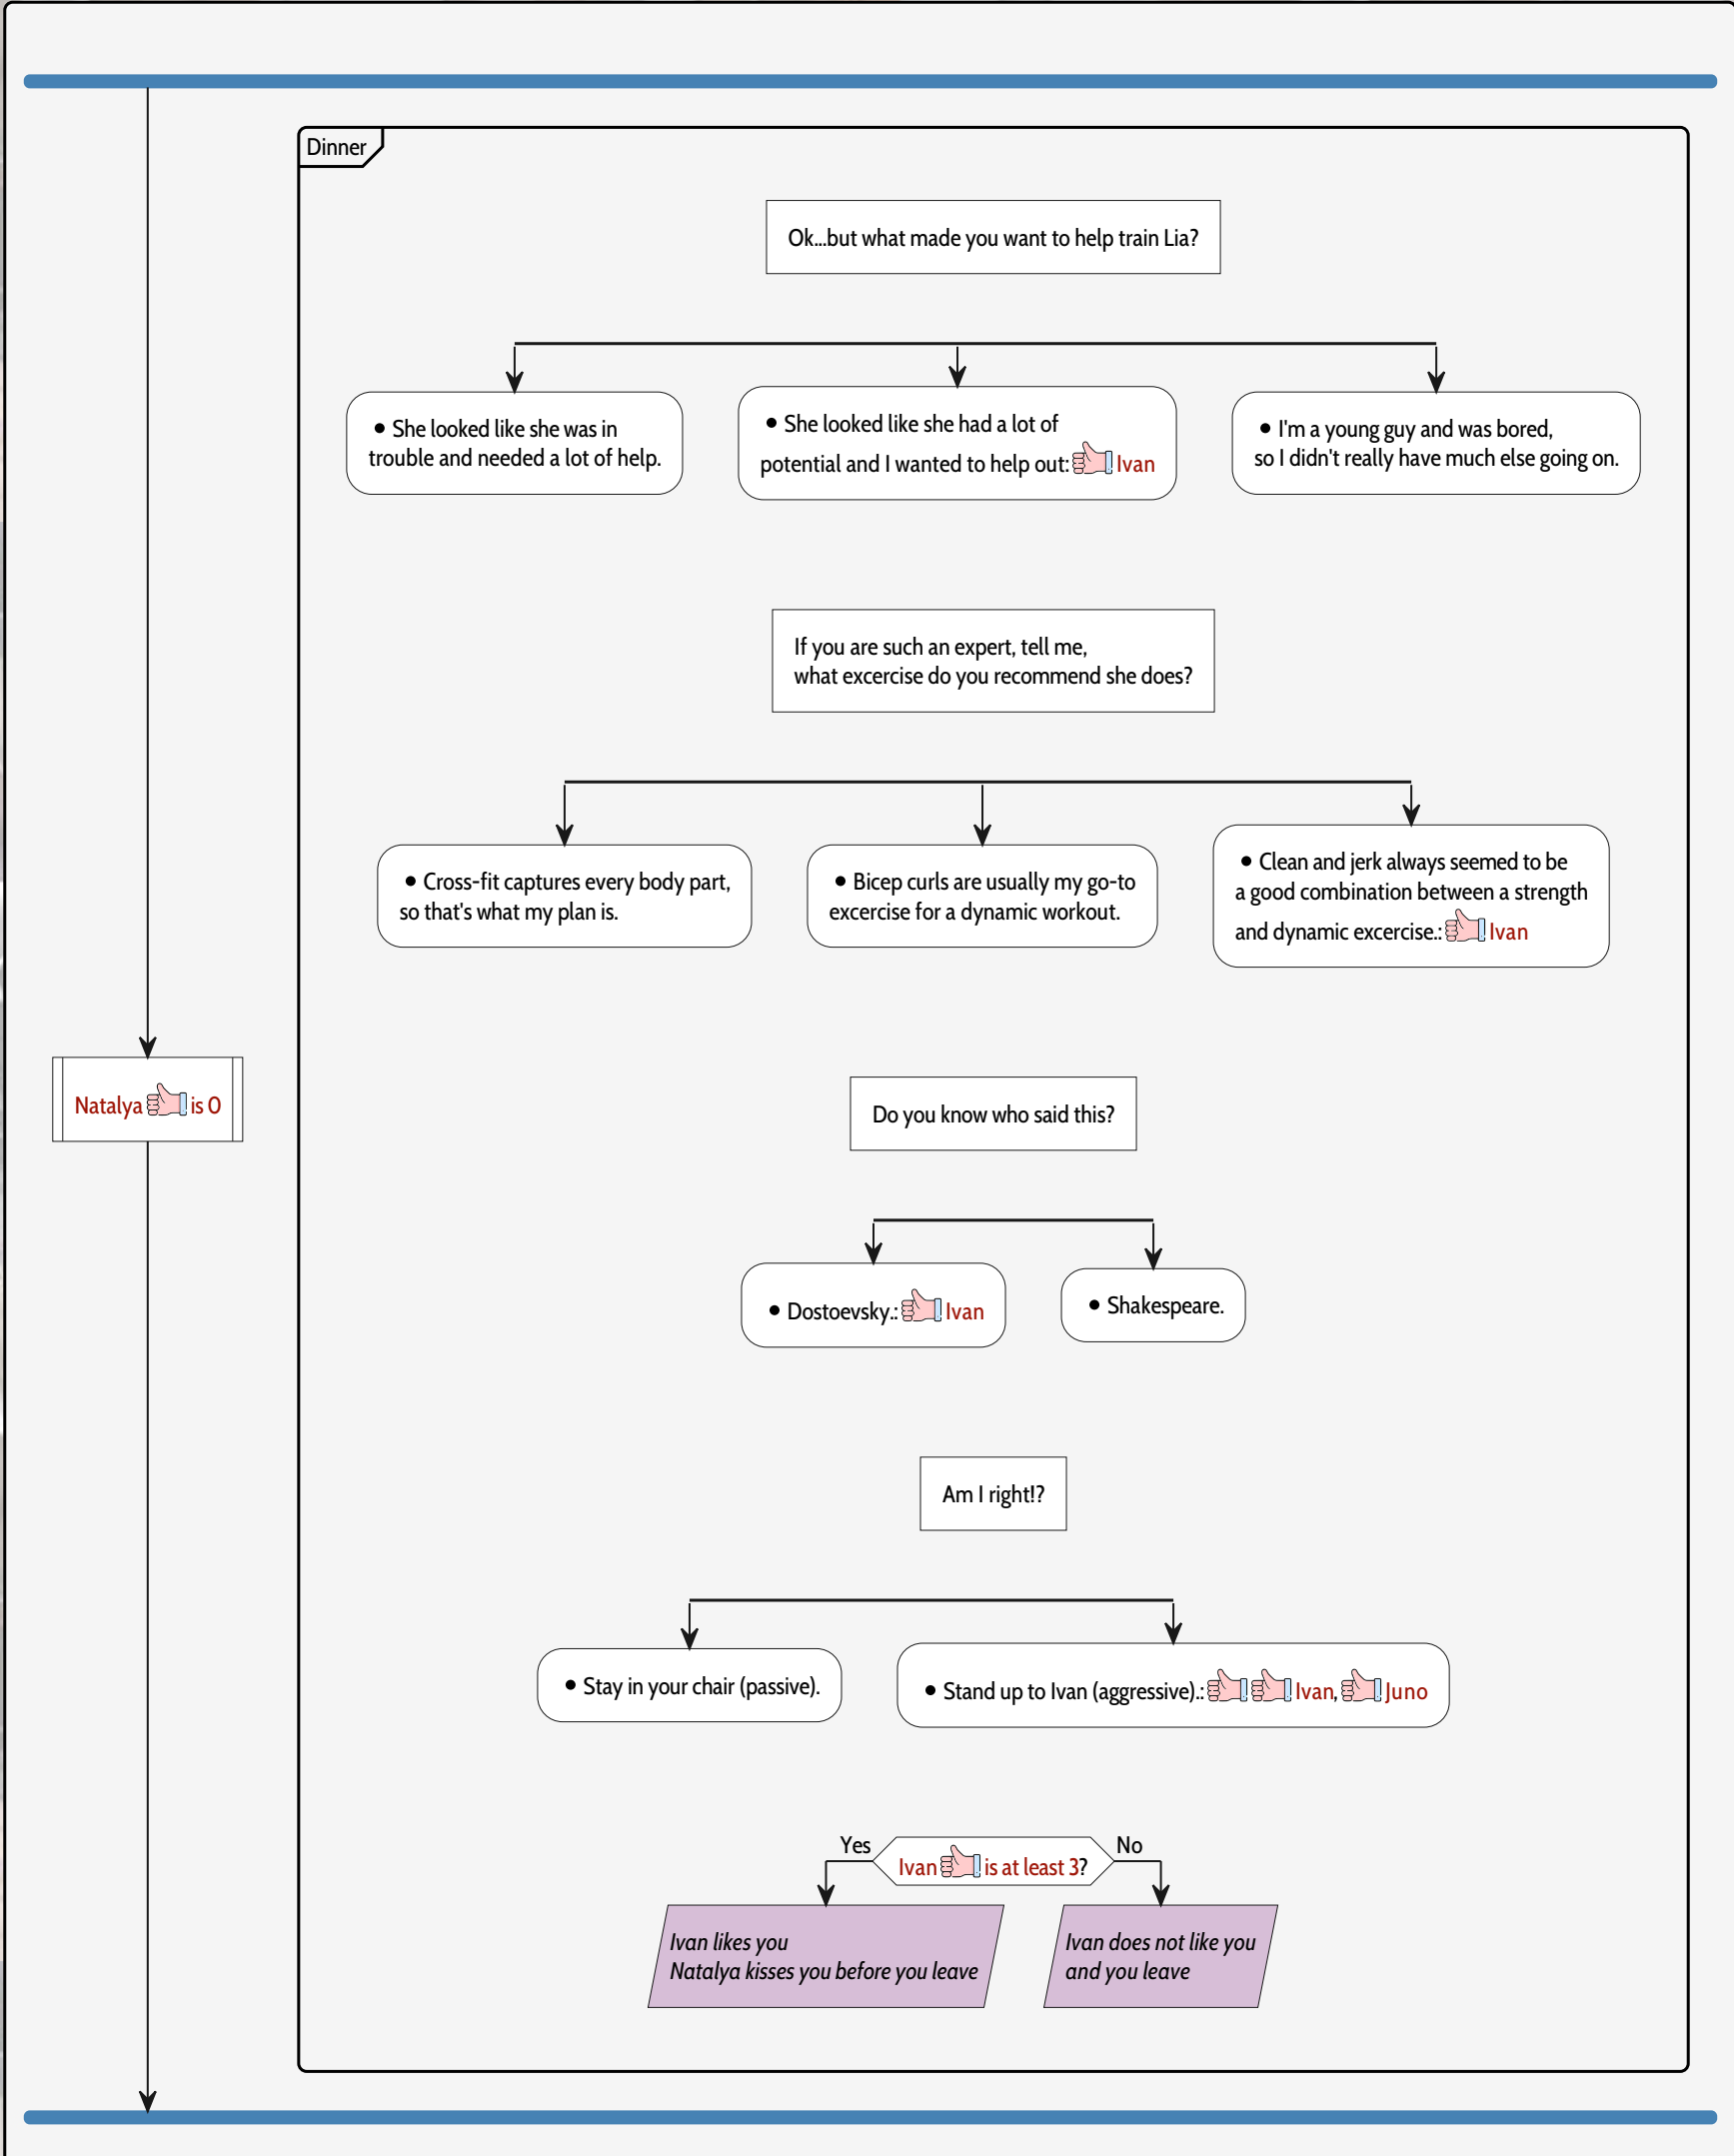 Dinner
Ok...but what made you want to help train Lia?
• She looked like she was in
trouble and needed a lot of help.
• She looked like she had a lot of
potential and I wanted to help out: Ivan
• I'm a young guy and was bored,
so I didn't really have much else going on.
If you are such an expert, tell me,
what excercise do you recommend she does?
• Cross-fit captures every body part,
so that's what my plan is.
• Bicep curls are usually my go-to
excercise for a dynamic workout.
• Clean and jerk always seemed to be
a good combination between a strength
and dynamic excercise.: Ivan
Natalya is 0
Do you know who said this?
• Dostoevsky.: Ivan
• Shakespeare.
Am I right!?
• Stay in your chair (passive).
• Stand up to Ivan (aggressive).: Ivan, Juno
Yes
Ivan is at least 3?
No
Ivan likes you
Natalya kisses you before you leave
Ivan does not like you
and you leave